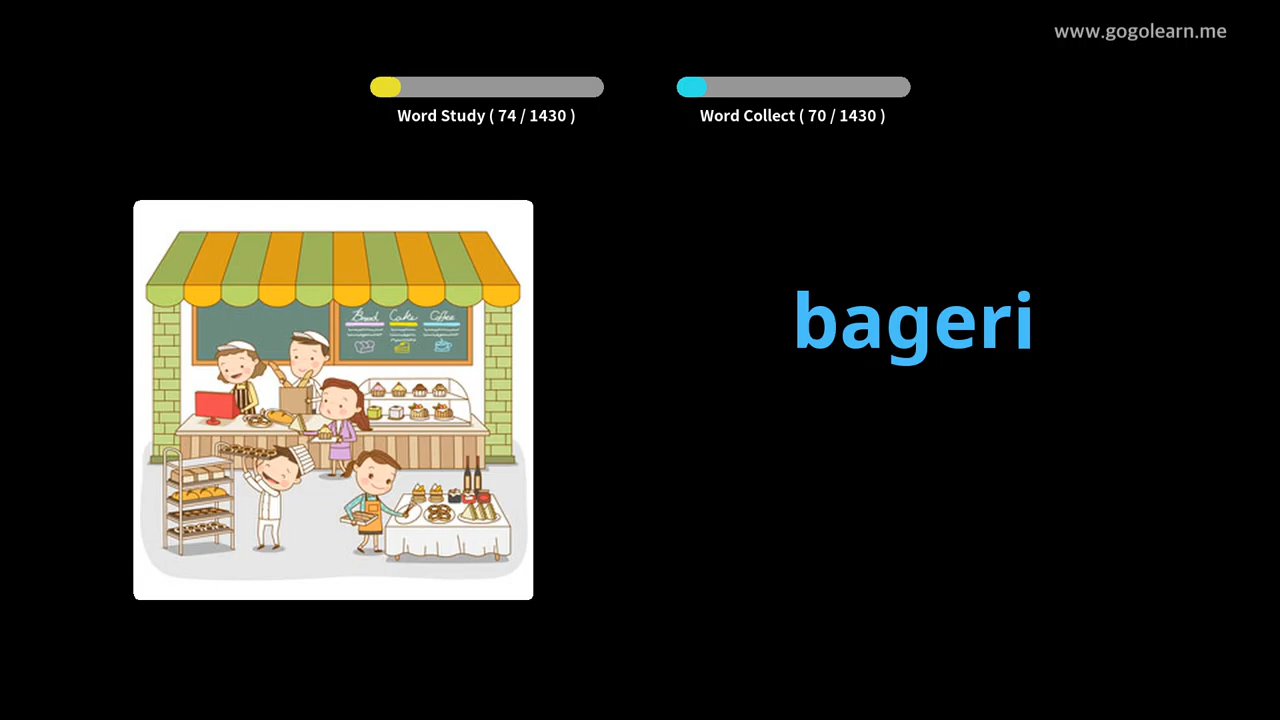 www.gogolearn.me
Word Study ( 74 / 1430 )
Word Collect ( 70 / 1430 )
Bread Cake Coffee
bageri